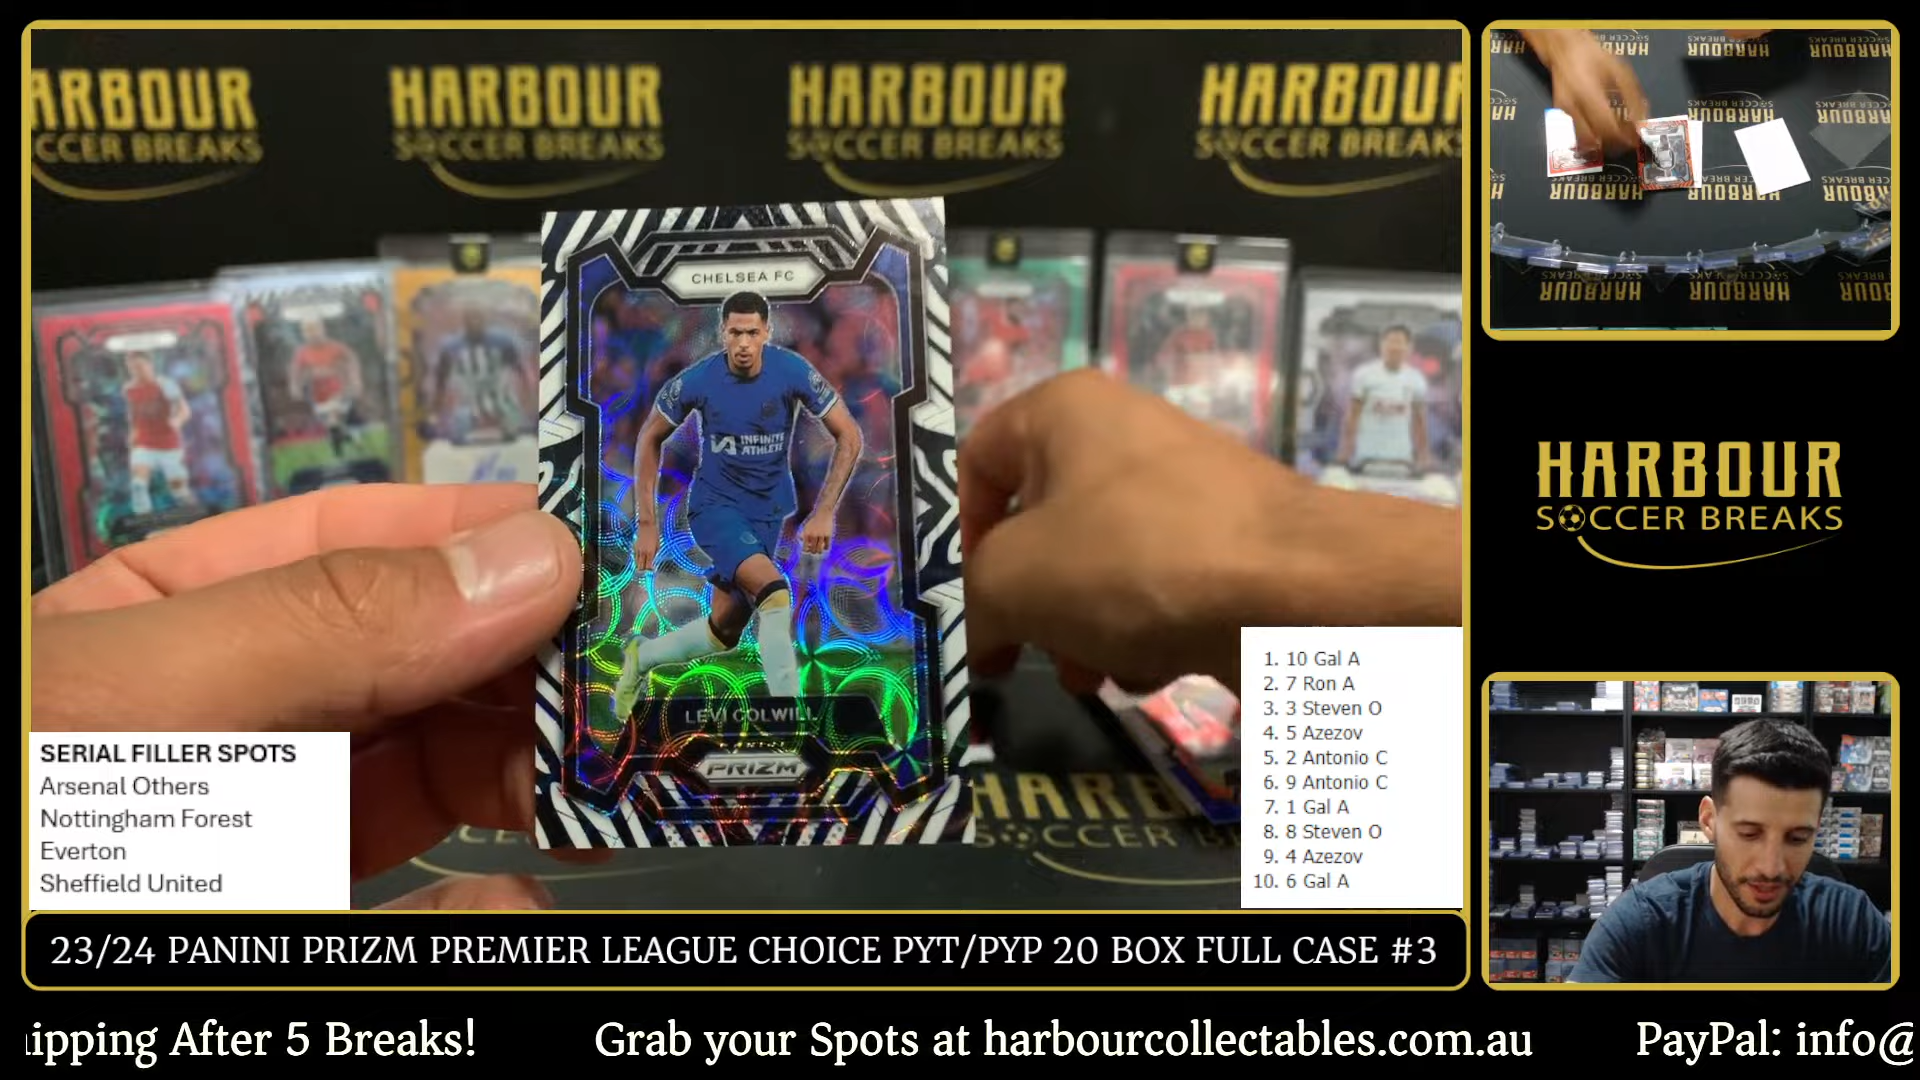 HARBOUR
SOCCER BREAKS
HARBOUR
SOCCER BREAKS
HARBOUR
SOCCER BREAKS
HARBOUR
SOCCER BREAKS
CHELSEA FC
INFINITE
ATHLETE
LEVI COLWILL
PANINI
PRIZM
SERIAL FILLER SPOTS
Arsenal Others
Nottingham Forest
Everton
Sheffield United
1. 10 Gal A
2. 7 Ron A
3. 3 Steven O
4. 5 Azezov
5. 2 Antonio C
6. 9 Antonio C
7. 1 Gal A
8. 8 Steven O
9. 4 Azezov
10. 6 Gal A
HARBOUR
SOCCER BREAKS
23/24 PANINI PRIZM PREMIER LEAGUE CHOICE PYT/PYP 20 BOX FULL CASE #3
ipping After 5 Breaks! Grab your Spots at harbourcollectables.com.au PayPal: info@